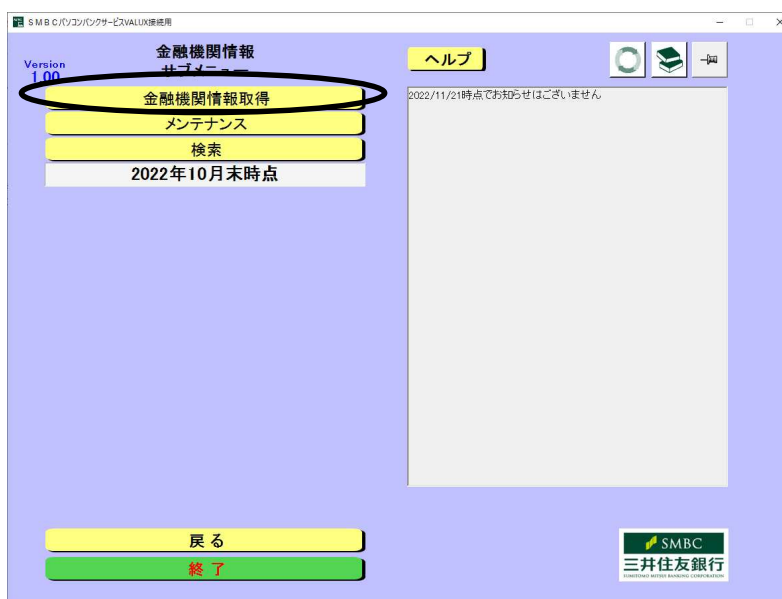 SMBCパソコンバンクサービスVALUX接続用
Version
1.00
金融機関情報
サブメニュー
ヘルプ
金融機関情報取得
メンテナンス
検索
2022年10月末時点
2022/11/21時点でお知らせはございません
戻る
終了
SMBC
三井住友銀行
SUMITOMO MITSUI BANKING CORPORATION